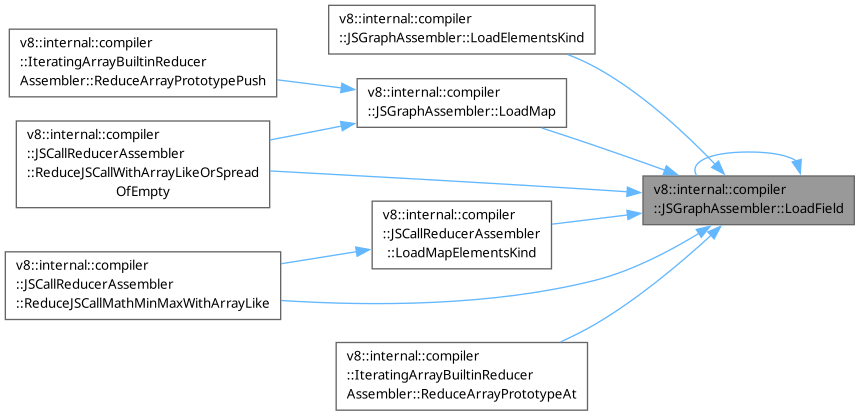 v8::internal::compiler
::JSGraphAssembler::LoadElementsKind
v8::internal::compiler
::IteratingArrayBuiltinReducer
Assembler::ReduceArrayPrototypePush
v8::internal::compiler
::JSGraphAssembler::LoadMap
v8::internal::compiler
::JSCallReducerAssembler
::ReduceJSCallWithArrayLikeOrSpread
OfEmpty
v8::internal::compiler
::JSGraphAssembler::LoadField
v8::internal::compiler
::JSCallReducerAssembler
::LoadMapElementsKind
v8::internal::compiler
::JSCallReducerAssembler
::ReduceJSCallMathMinMaxWithArrayLike
v8::internal::compiler
::IteratingArrayBuiltinReducer
Assembler::ReduceArrayPrototypeAt